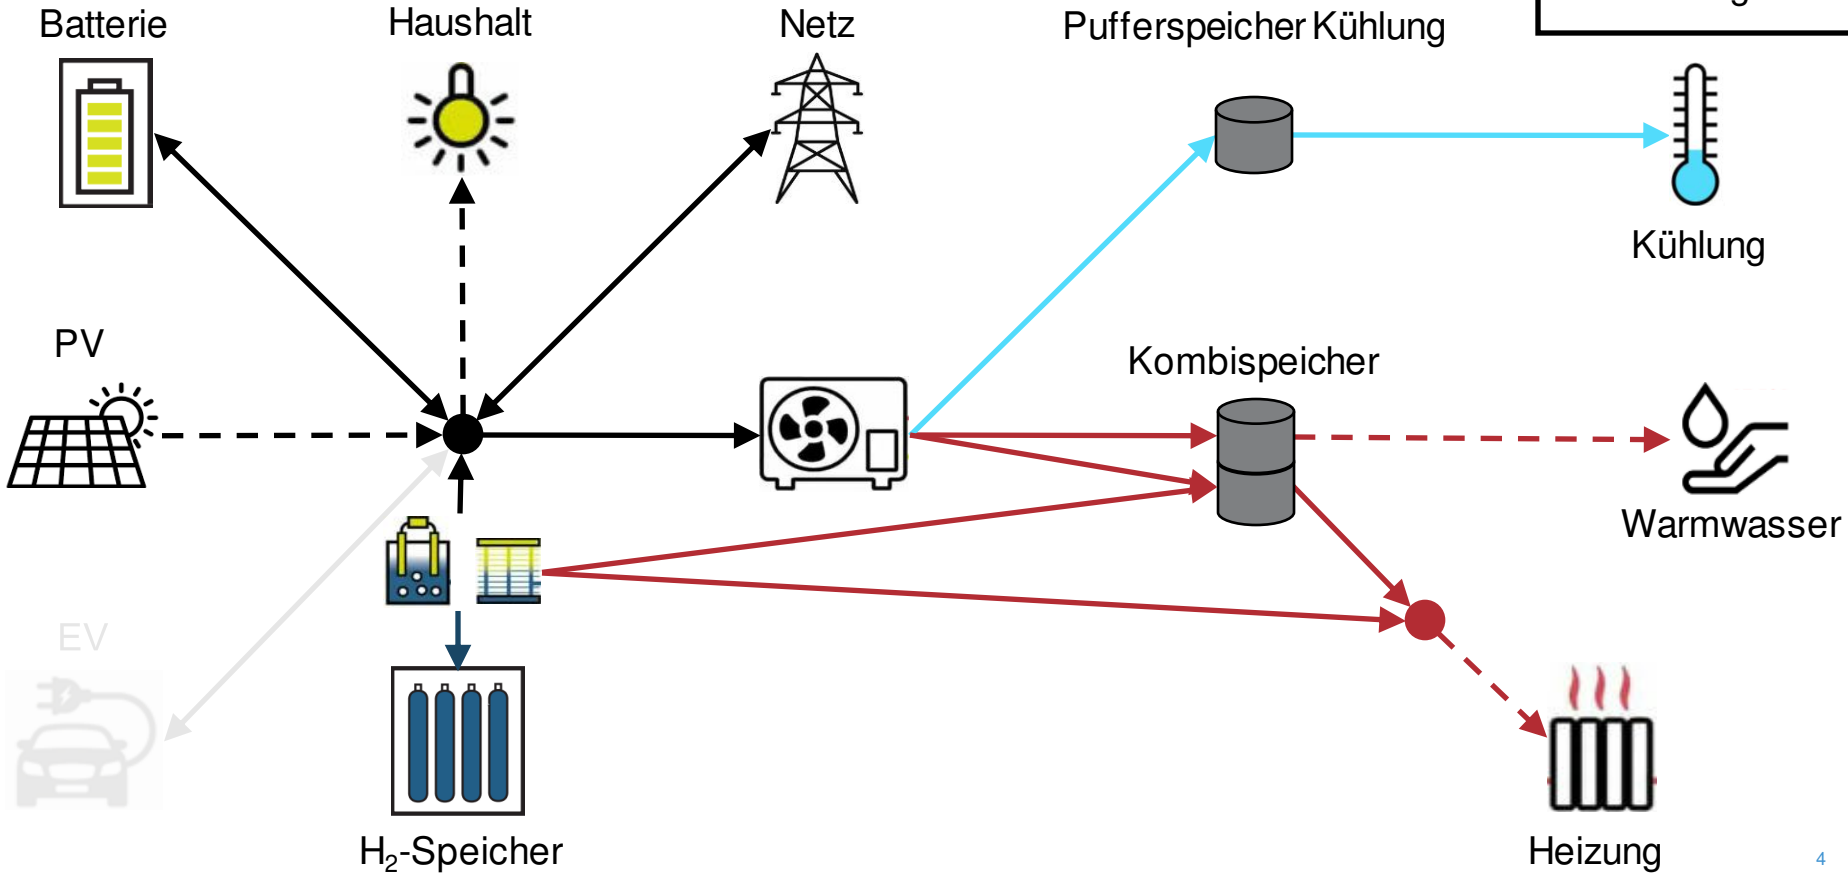 Batterie
Haushalt
Netz
Pufferspeicher Kühlung
Kühlung
PV
Kombispeicher
Warmwasser
EV
H₂-Speicher
Heizung
4